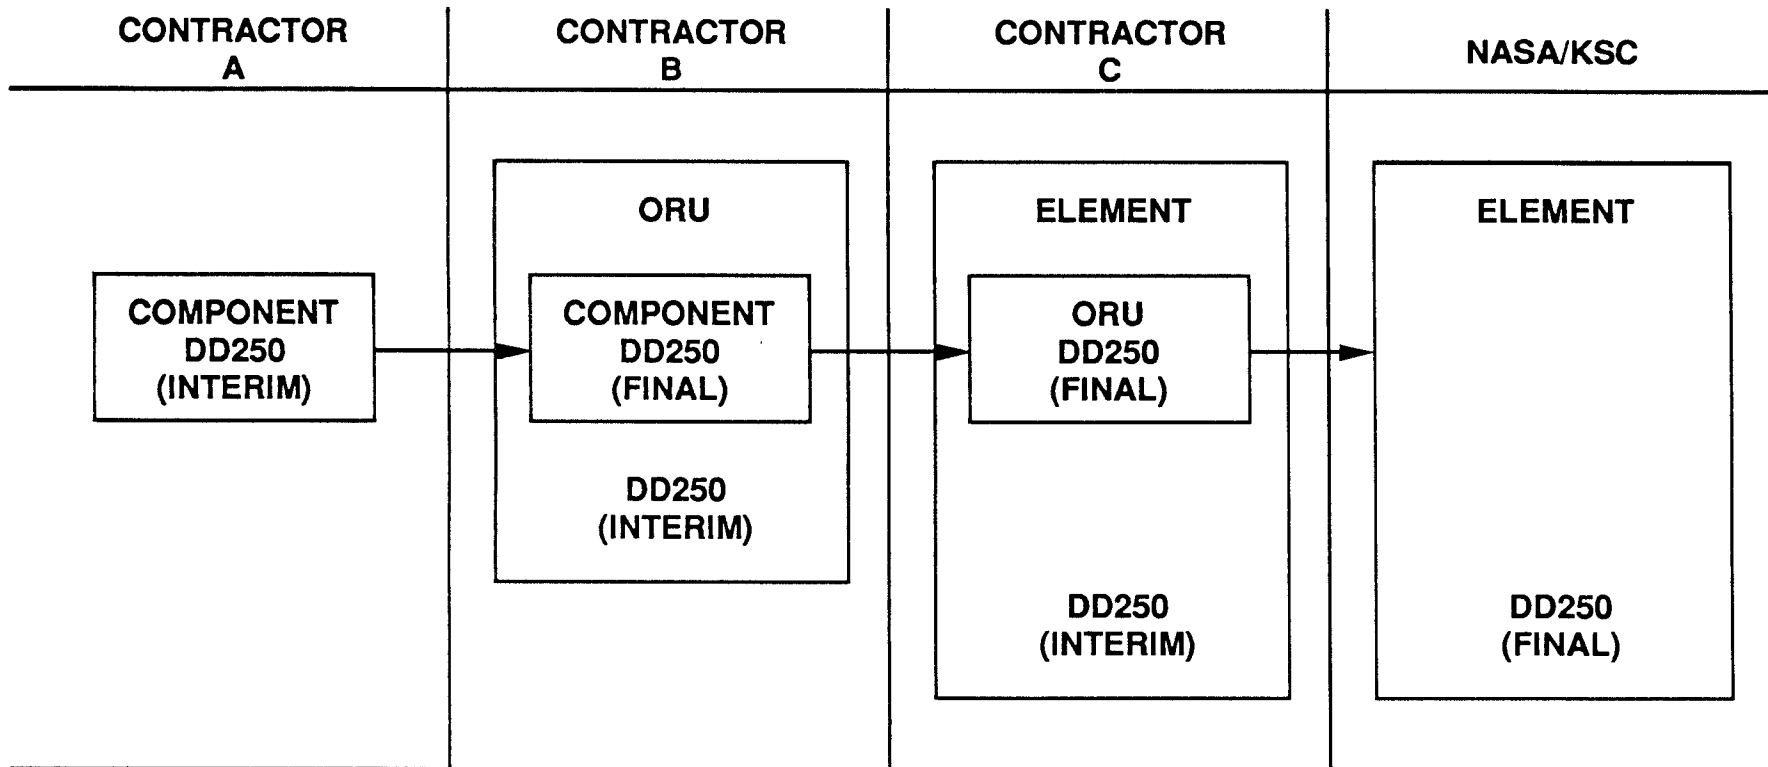 CONTRACTOR
A
CONTRACTOR
B
CONTRACTOR
C
NASA/KSC
COMPONENT
DD250
(INTERIM)
ORU
COMPONENT
DD250
(FINAL)
DD250
(INTERIM)
ELEMENT
ORU
DD250
(FINAL)
DD250
(INTERIM)
ELEMENT
DD250
(FINAL)